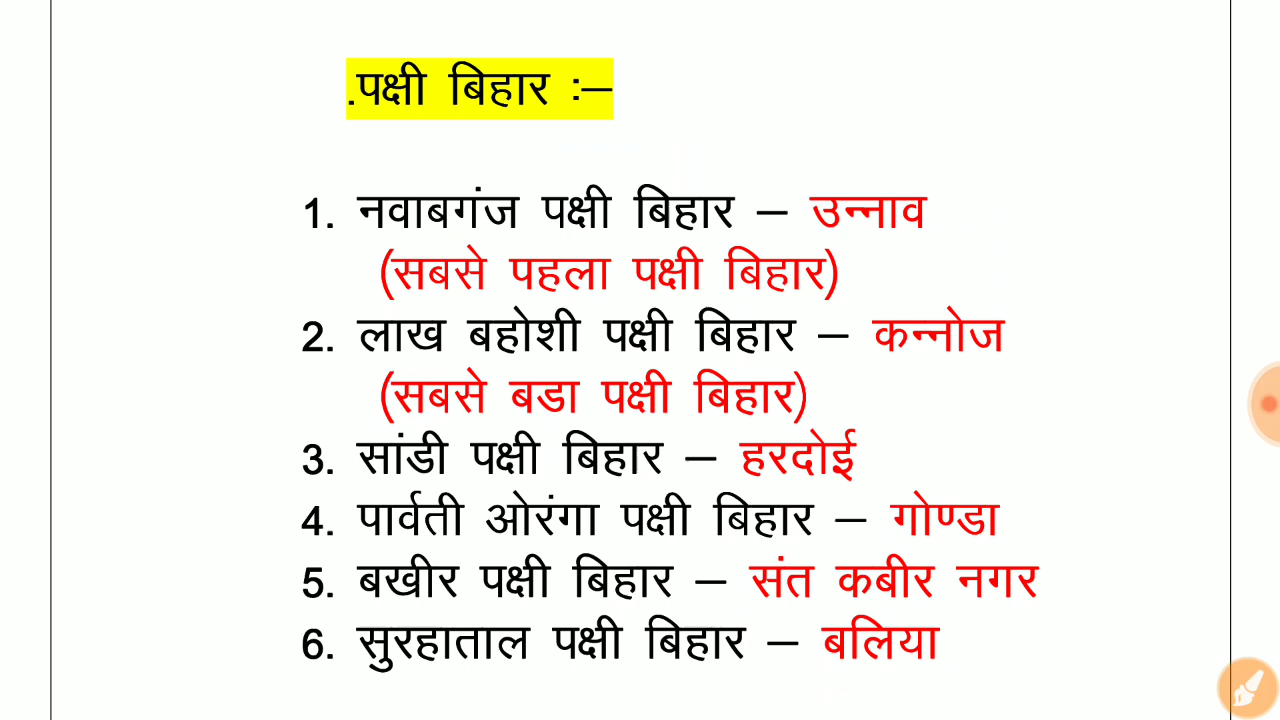 .पक्षी बिहार :–
1. नवाबगंज पक्षी बिहार – उन्नाव
(सबसे पहला पक्षी बिहार)
2. लाख बहोशी पक्षी बिहार – कन्नोज
(सबसे बडा पक्षी बिहार)
3. सांडी पक्षी बिहार – हरदोई
4. पार्वती ओरंगा पक्षी बिहार – गोण्डा
5. बखीर पक्षी बिहार – संत कबीर नगर
6. सुरहाताल पक्षी बिहार – बलिया